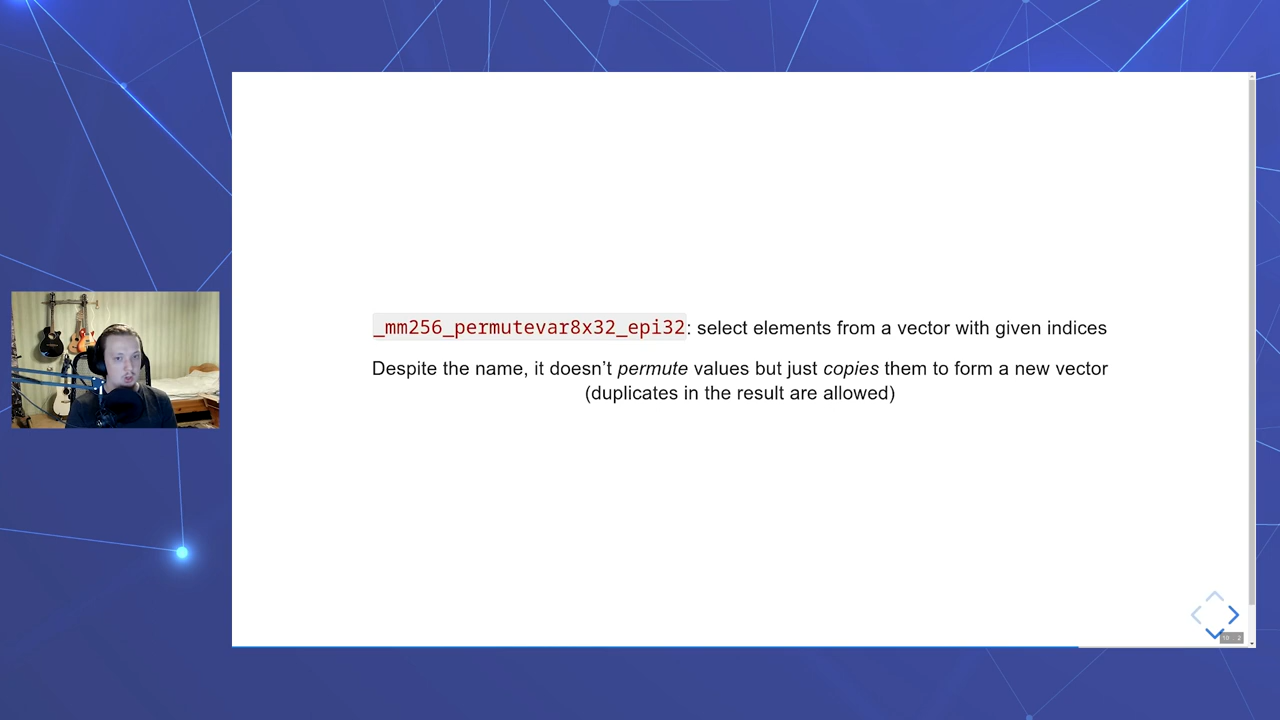 _mm256_permutevar8x32_epi32: select elements from a vector with given indices
Despite the name, it doesn’t permute values but just copies them to form a new vector
(duplicates in the result are allowed)